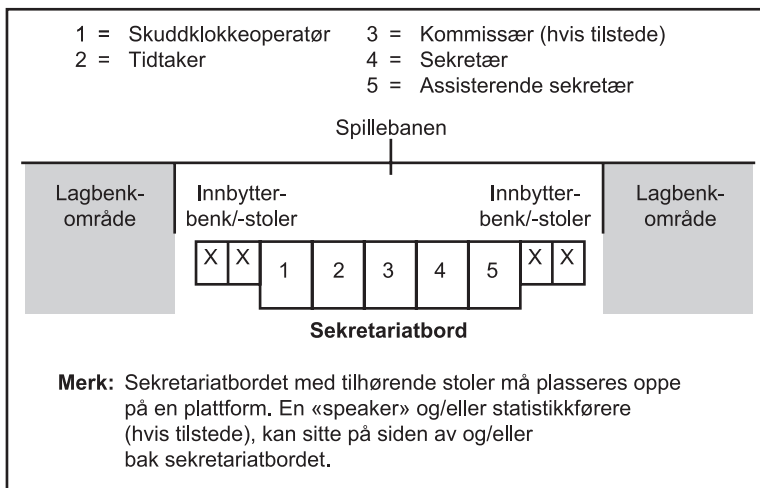 1 = Skuddklokkeoperatør
2 = Tidtaker
3 = Kommissær (hvis tilstede)
4 = Sekretær
5 = Assisterende sekretær
Spillebanen
Lagbenk-
område
Innbytter-
benk/-stoler
Innbytter-
benk/-stoler
Lagbenk-
område
X X 1 2 3 4 5 X X
Sekretariatbord
Merk: Sekretariatbordet med tilhørende stoler må plasseres oppe
på en plattform. En «speaker» og/eller statistikkførere
(hvis tilstede), kan sitte på siden av og/eller
bak sekretariatbordet.